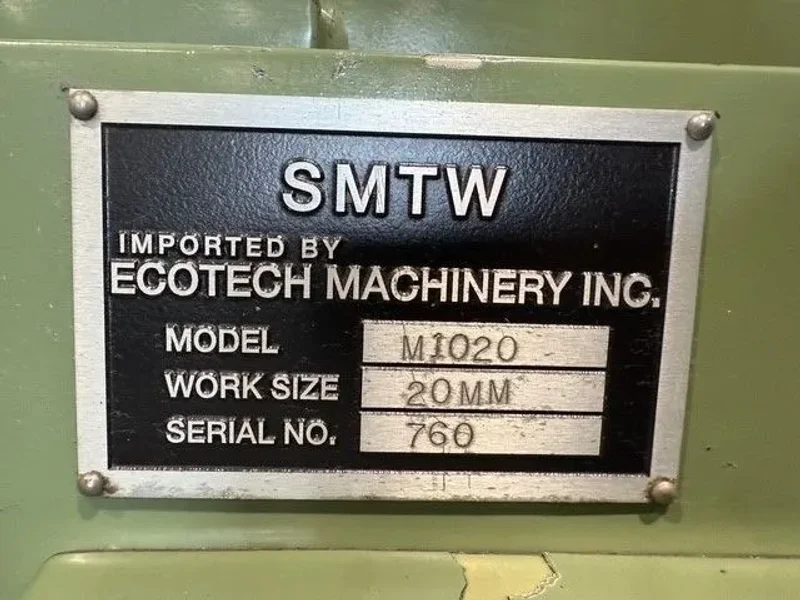 SMTW
IMPORTED BY
ECOTECH MACHINERY INC.
MODEL M1020
WORK SIZE 20MM
SERIAL NO. 760